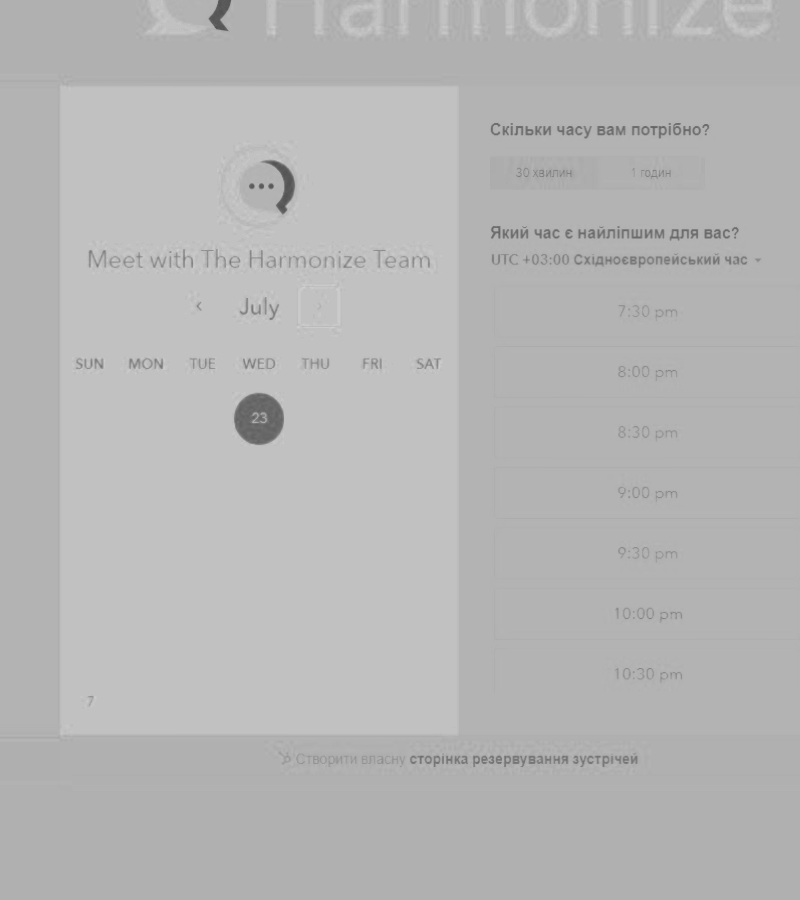 Harmonize
Meet with The Harmonize Team
July
SUN MON TUE WED THU FRI SAT
23
7
Скільки часу вам потрібно?
30 хвилин 1 годин
Який час є найліпшим для вас?
UTC +03:00 Східноєвропейський час
7:30 pm
8:00 pm
8:30 pm
9:00 pm
9:30 pm
10:00 pm
10:30 pm
Створити власну сторінка резервування зустрічей